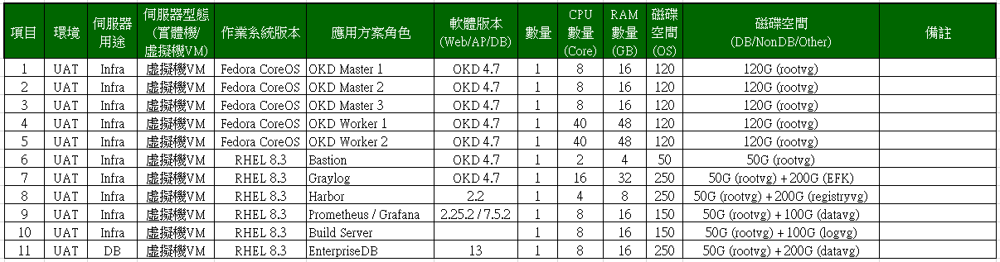 項目 環境 伺服器用途 伺服器型態(實體機/虛擬機VM) 作業系統版本 應用方案角色 軟體版本(Web/AP/DB) 數量 CPU數量(Core) RAM數量(GB) 磁碟空間(OS) 磁碟空間(DB/NonDB/Other) 備註
1 UAT Infra 虛擬機VM Fedora CoreOS OKD Master 1 OKD 4.7 1 8 16 120 120G (rootvg)
2 UAT Infra 虛擬機VM Fedora CoreOS OKD Master 2 OKD 4.7 1 8 16 120 120G (rootvg)
3 UAT Infra 虛擬機VM Fedora CoreOS OKD Master 3 OKD 4.7 1 8 16 120 120G (rootvg)
4 UAT Infra 虛擬機VM Fedora CoreOS OKD Worker 1 OKD 4.7 1 40 48 120 120G (rootvg)
5 UAT Infra 虛擬機VM Fedora CoreOS OKD Worker 2 OKD 4.7 1 40 48 120 120G (rootvg)
6 UAT Infra 虛擬機VM RHEL 8.3 Bastion OKD 4.7 1 2 4 50 50G (rootvg)
7 UAT Infra 虛擬機VM RHEL 8.3 Graylog OKD 4.7 1 16 32 250 50G (rootvg) + 200G (EFK)
8 UAT Infra 虛擬機VM RHEL 8.3 Harbor 2.2 1 4 8 250 50G (rootvg) + 200G (registryvg)
9 UAT Infra 虛擬機VM RHEL 8.3 Prometheus / Grafana 2.25.2 / 7.5.2 1 8 16 150 50G (rootvg) + 100G (datavg)
10 UAT Infra 虛擬機VM RHEL 8.3 Build Server 1 8 16 150 50G (rootvg) + 100G (logvg)
11 UAT DB 虛擬機VM RHEL 8.3 EnterpriseDB 13 1 8 16 250 50G (rootvg) + 200G (datavg)